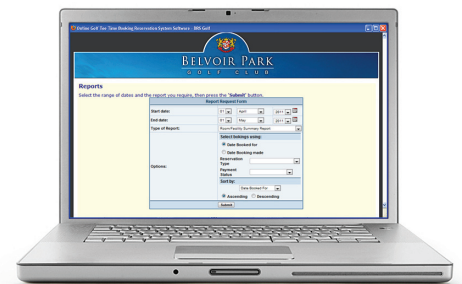 Online Golf Tee Time Booking Reservation System Software - BRS Golf
BELVOIR PARK
GOLF CLUB
Reports
Select the range of dates and the report you require, then press the "Submit" button.
Report Request Form:
Start date: 01 April 2011
End date: 01 May 2011
Type of Report: Room/Facility Summary Report
Select bookings using:
Date Booked for
Date Booking made
Options:
Reservation
Type
Payment
Status
Sort by:
Date Booked For
Ascending Descending
Submit